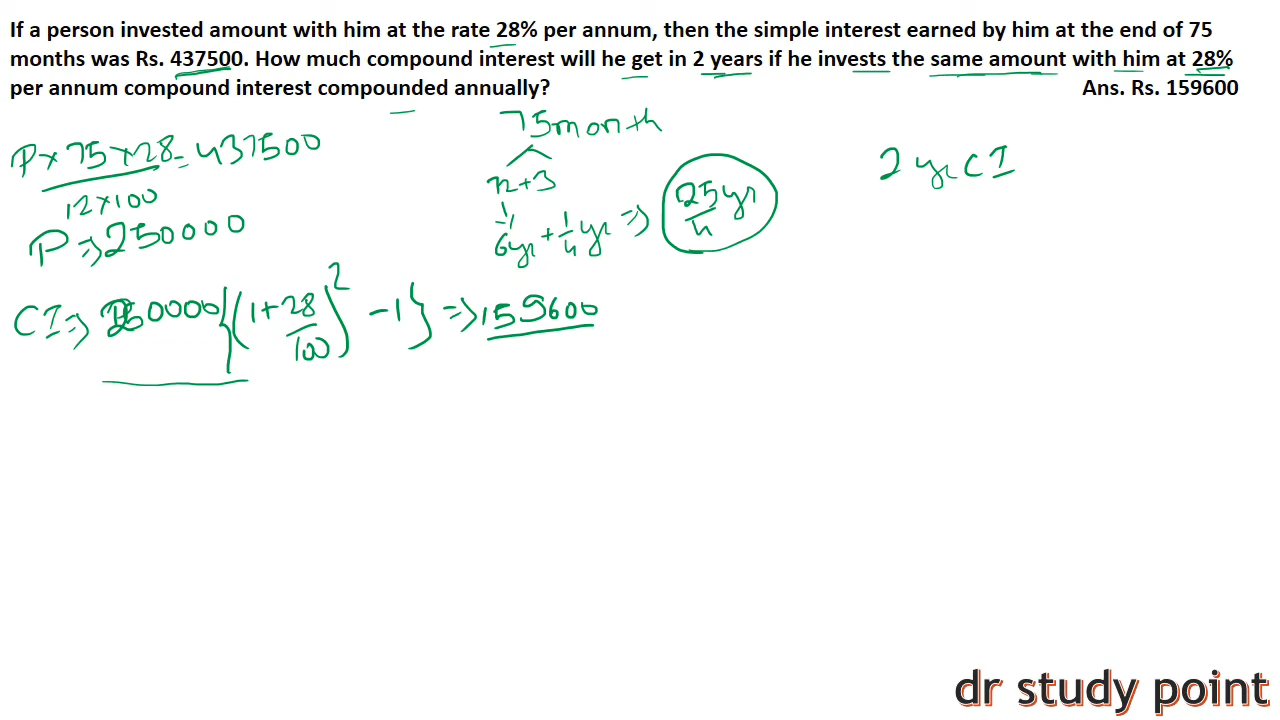 If a person invested amount with him at the rate 28% per annum, then the simple interest earned by him at the end of 75
months was Rs. 437500. How much compound interest will he get in 2 years if he invests the same amount with him at 28%
per annum compound interest compounded annually? Ans. Rs. 159600
P × 75 × 28 = 437500
12 × 100
P ⇒ 250000
75 month
72 + 3
6 yr + 1/4 yr ⇒ 25/4 yr
2 yr CI
CI ⇒ 250000 {(1 + 28/100)² - 1} ⇒ 159600
dr study point